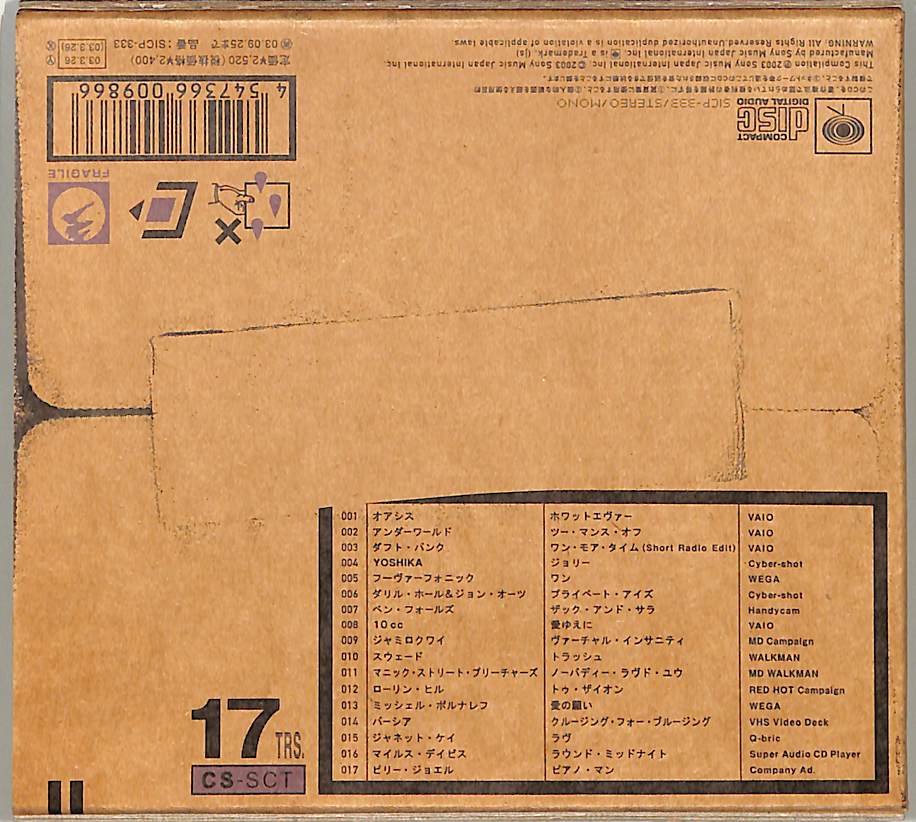 WARNING: All Rights Reserved.Unauthorized duplication is a violation of applicable laws.
Manufactured by Sony Music Japan International Inc. is a Trademark.
This Compilation ℗2003 Sony Music Japan International Inc. ©2003 Sony Music Japan International Inc.
SICP-333/STEREO/MONO
COMPACT
disc
DIGITAL AUDIO
Ⓨ 03.3.26 定価¥2,520 (税抜価格¥2,400)
Ⓧ (03.3.26) 03.09.25まで 品番:SICP-333
4 547366 009866
FRAGILE
001 オアシス ホワットエヴァー VAIO
002 アンダーワールド ツー・マンス・オフ VAIO
003 ダフト・パンク ワン・モア・タイム(Short Radio Edit) VAIO
004 YOSHIKA ジョリー Cyber-shot
005 フーヴァーフォニック ワン WEGA
006 ダリル・ホール&ジョン・オーツ プライベート・アイズ Cyber-shot
007 ベン・フォールズ ザック・アンド・サラ Handycam
008 10cc 愛ゆえに VAIO
009 ジャミロクワイ ヴァーチャル・インサニティ MD Campaign
010 スウェード トラッシュ WALKMAN
011 マニック・ストリート・プリーチャーズ ノーバディー・ラヴド・ユウ MD WALKMAN
012 ローリン・ヒル トゥ・ザイオン RED HOT Campaign
013 ミッシェル・ポルナレフ 愛の願い WEGA
014 パーシア クルージング・フォー・ブルージング VHS Video Deck
015 ジャネット・ケイ ラヴ Q-bric
016 マイルス・デイビス ラウンド・ミッドナイト Super Audio CD Player
017 ビリー・ジョエル ピアノ・マン Company Ad.
17 TRS.
CS-SCT